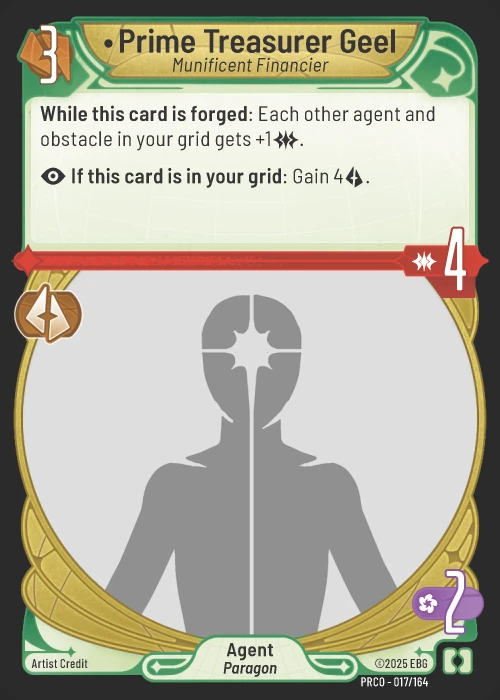 3
•Prime Treasurer Geel
Munificent Financier
While this card is forged: Each other agent and
obstacle in your grid gets +1.
If this card is in your grid: Gain 4.
4
2
Agent
Artist Credit
Paragon
©2025 EBG
PRCO - 017/164